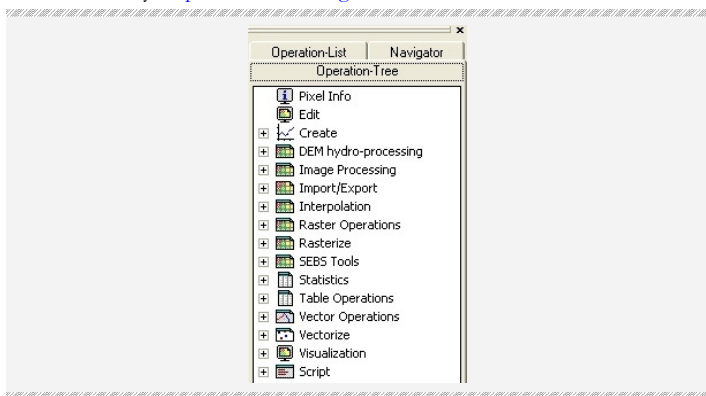 Operation-List Navigator
Operation-Tree
Pixel Info
Edit
Create
DEM hydro-processing
Image Processing
Import/Export
Interpolation
Raster Operations
Rasterize
SEBS Tools
Statistics
Table Operations
Vector Operations
Vectorize
Visualization
Script